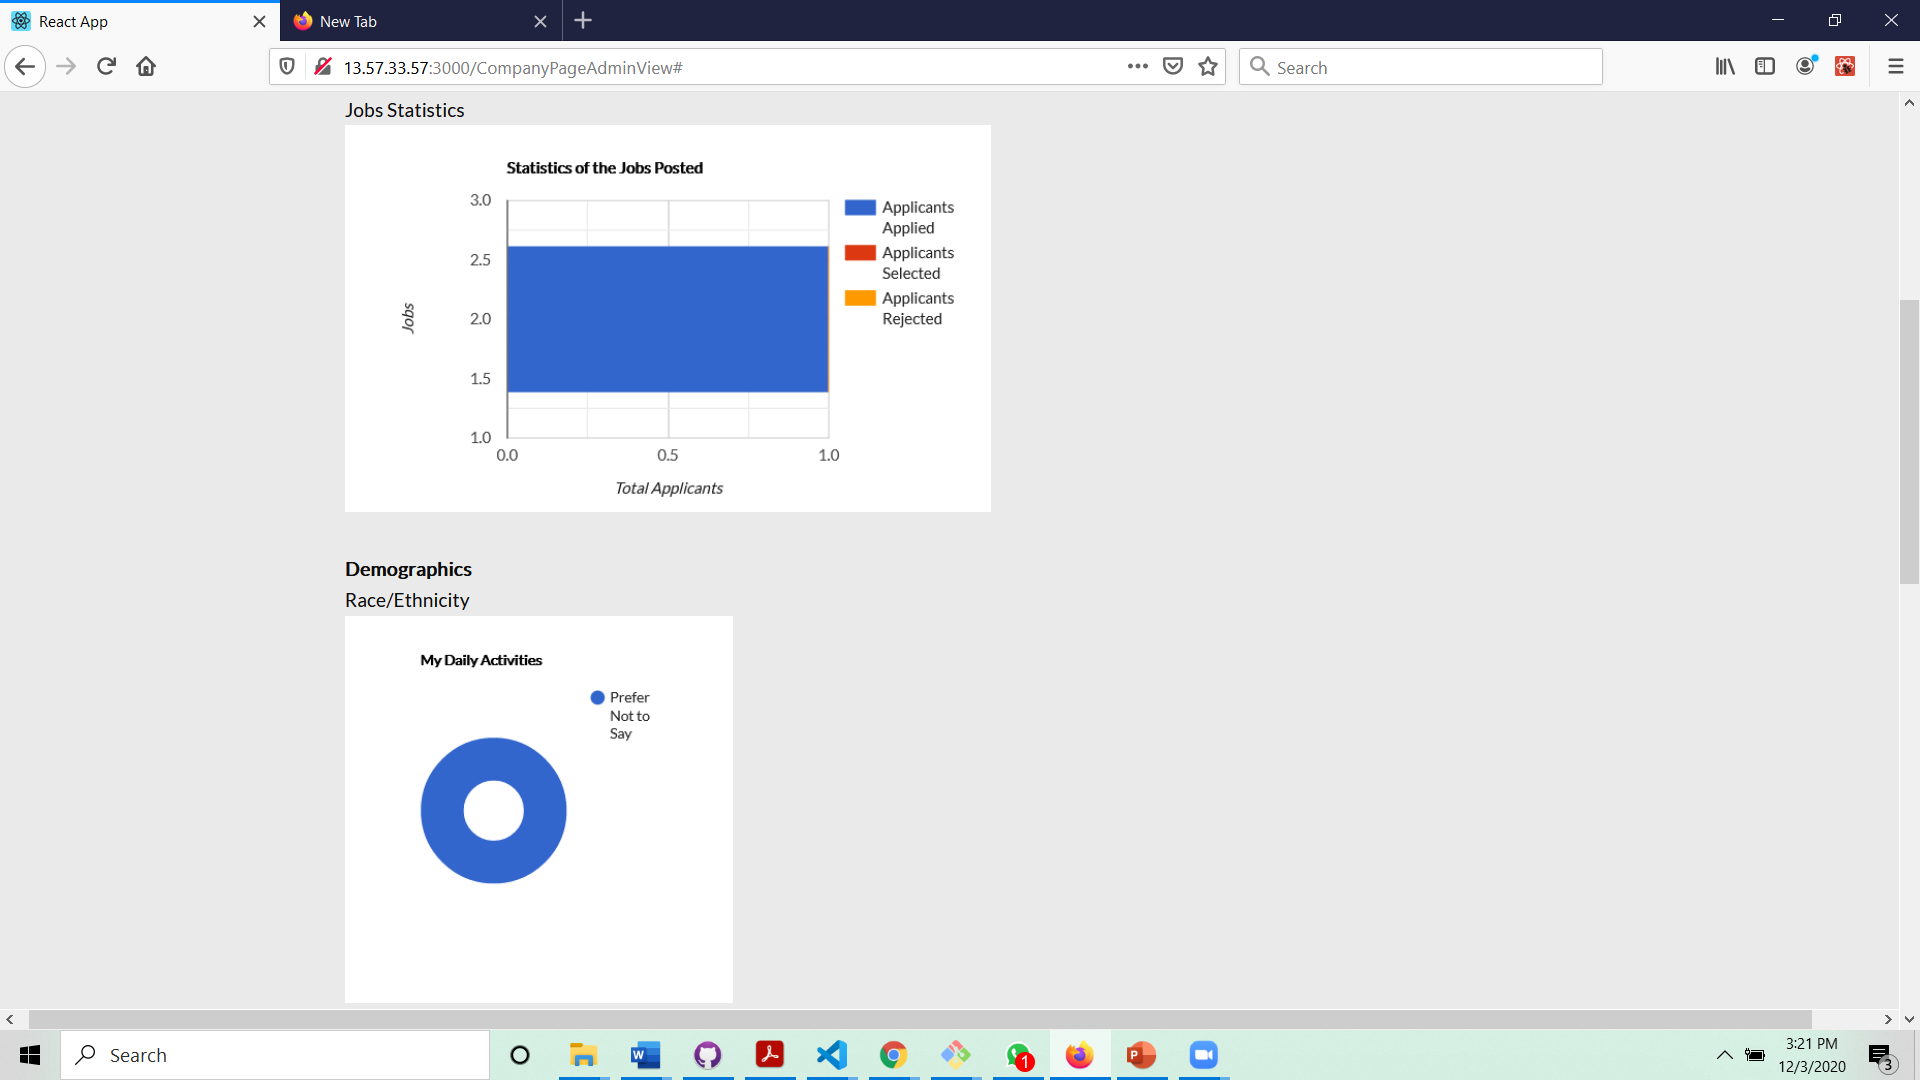 React App
New Tab
13.57.33.57:3000/CompanyPageAdminView#
Search
Jobs Statistics
Statistics of the Jobs Posted
3.0
2.5
2.0
1.5
1.0
Jobs
0.0 0.5 1.0
Total Applicants
Applicants
Applied
Applicants
Selected
Applicants
Rejected
Demographics
Race/Ethnicity
My Daily Activities
Prefer
Not to
Say
Search
W
1
P
3:21 PM
12/3/2020
3